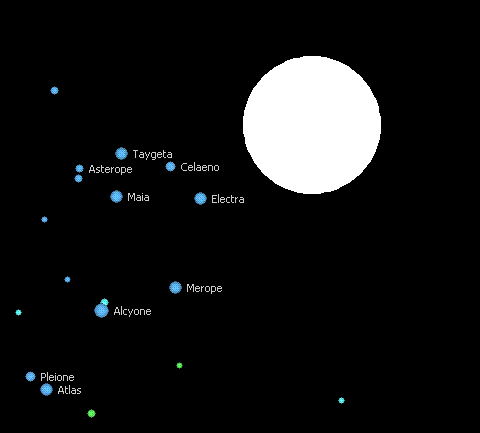 Taygeta
Celaeno
Asterope
Maia
Electra
Merope
Alcyone
Pleione
Atlas